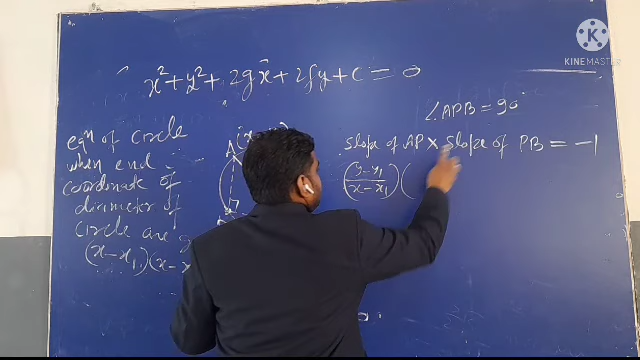 KINEMASTER
x² + y² + 2gx + 2fy + c = 0
∠APB = 90°
eqn of circle
when end
coordinate of
diameter of
circle are
(x-x₁)(x-x
A(x
slope of AP × slope of PB = -1
(y-y₁/x-x₁)(